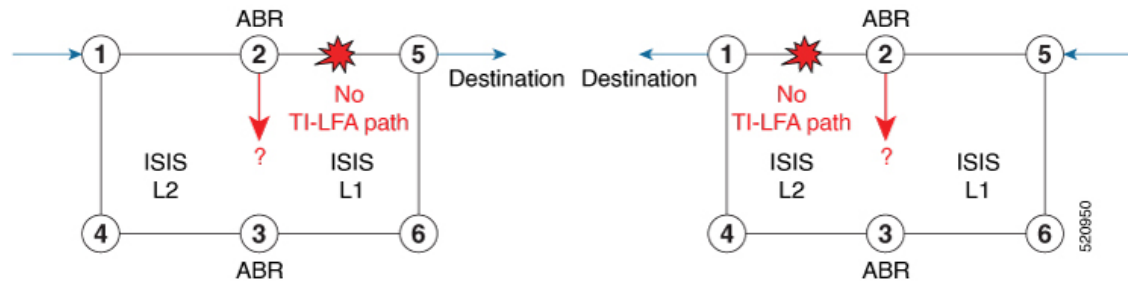 ABR
1
2
5
Destination
No
TI-LFA path
?
ISIS
L2
ISIS
L1
4
3
6
ABR
ABR
1
2
5
Destination
No
TI-LFA path
?
ISIS
L2
ISIS
L1
4
3
6
ABR
520950